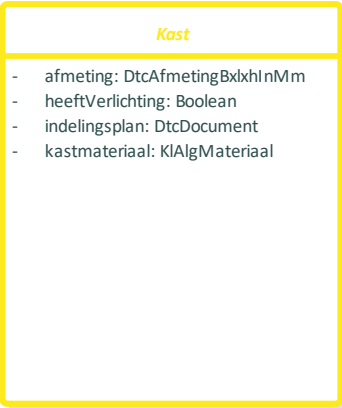 Kast
- afmeting: DtcAfmetingBxlxhInMm
- heeftVerlichting: Boolean
- indelingsplan: DtcDocument
- kastmateriaal: KlAlgMateriaal